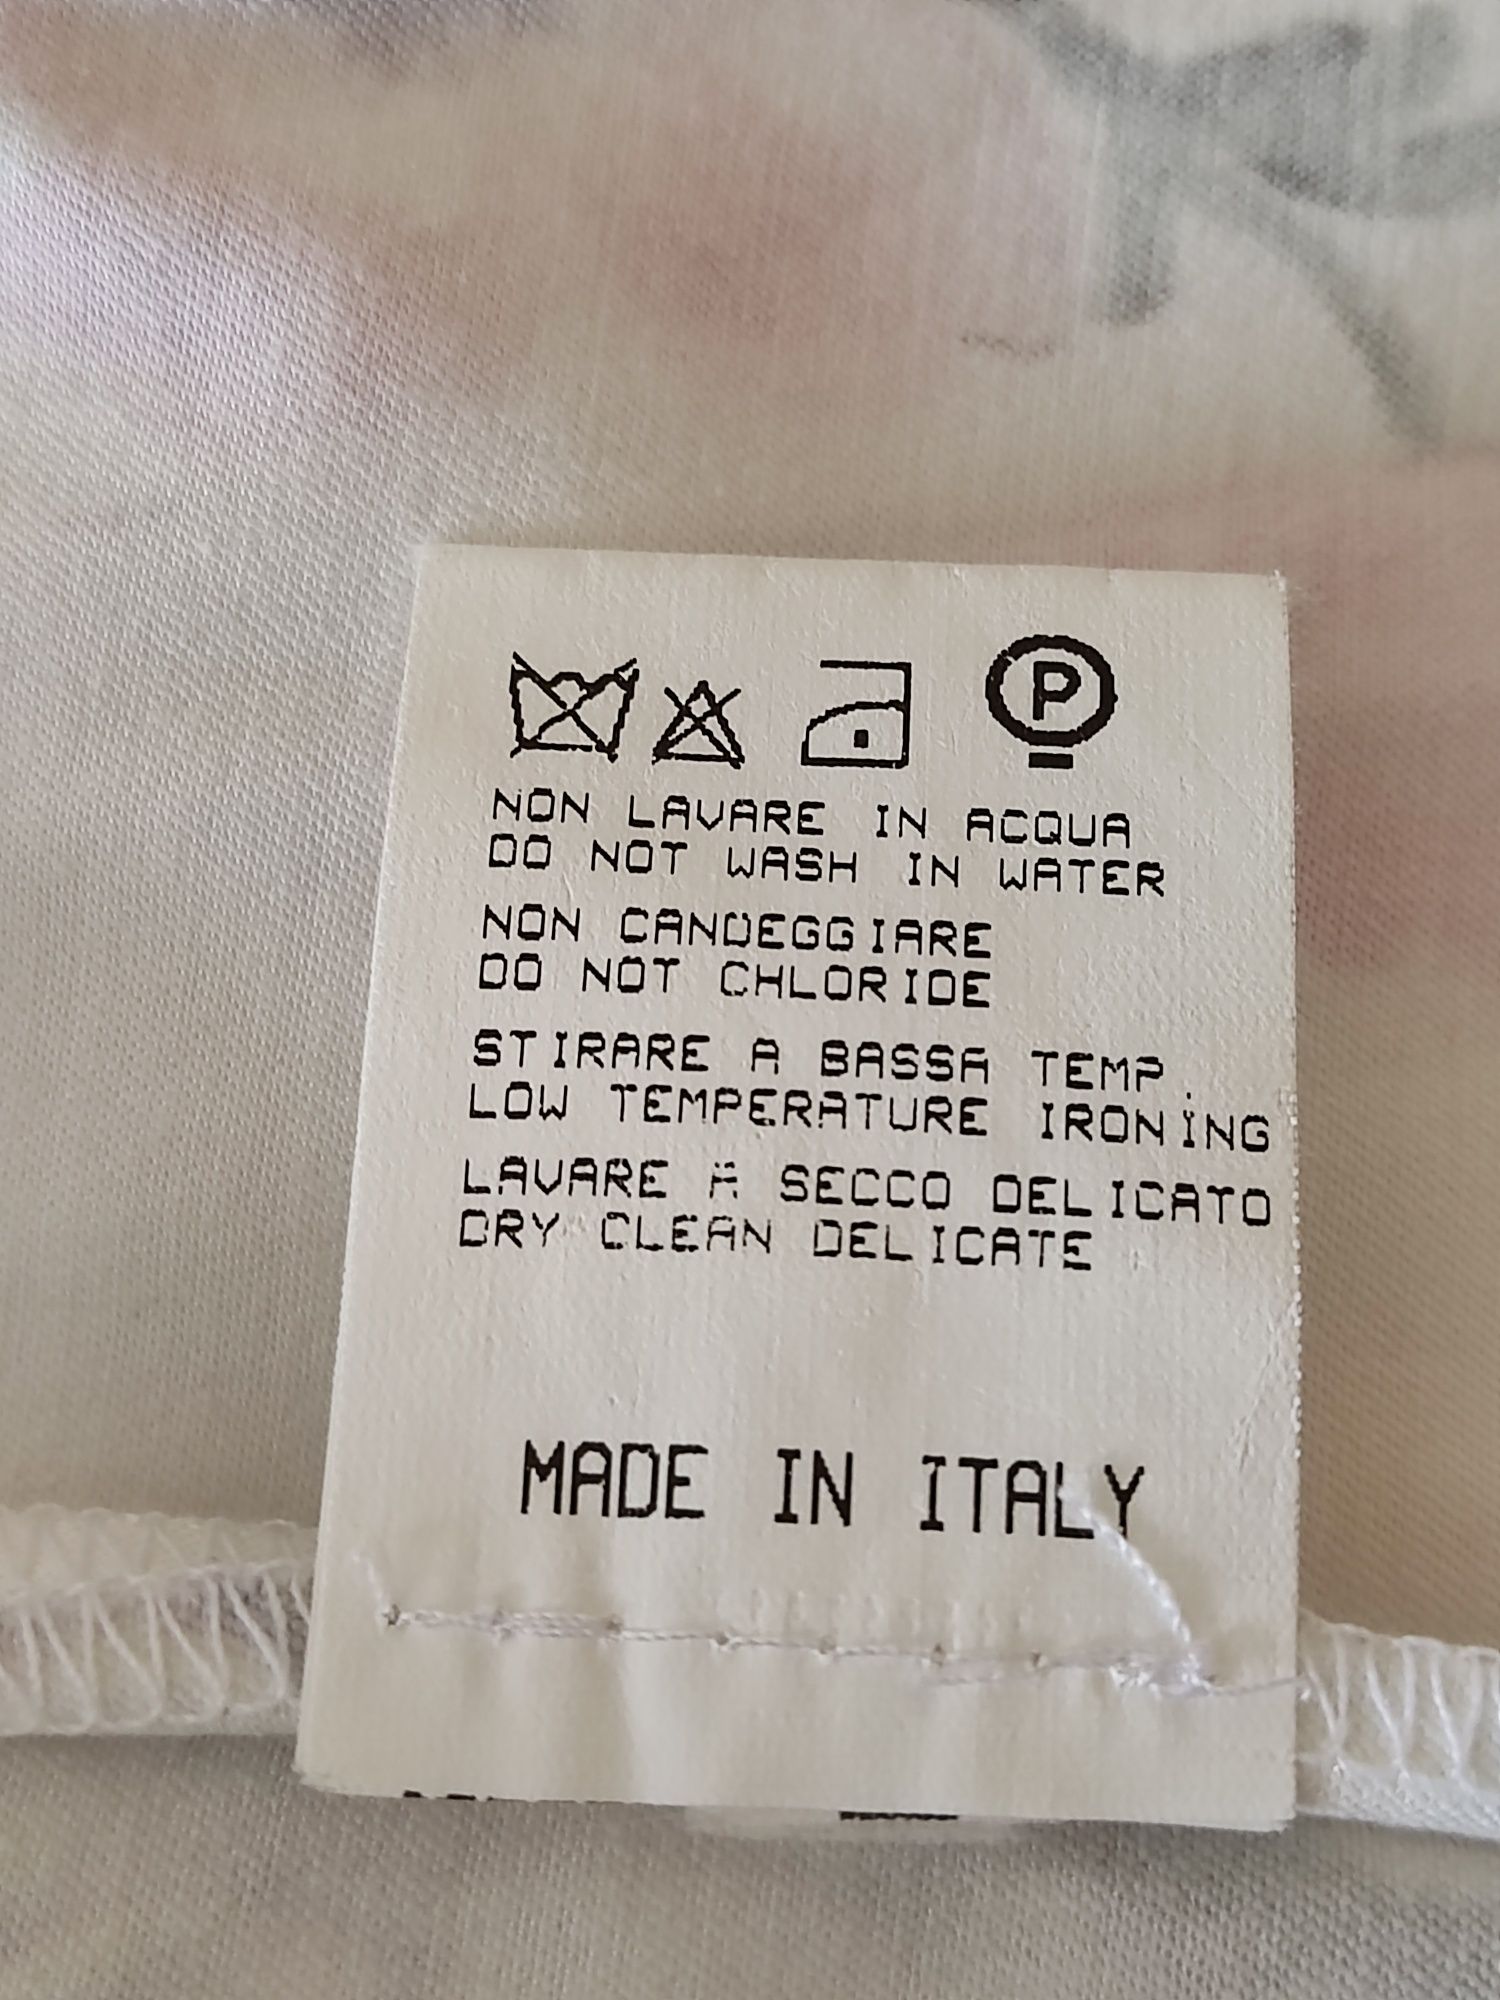 P
NON LAVARE IN ACQUA
DO NOT WASH IN WATER
NON CANDEGGIARE
DO NOT CHLORIDE
STIRARE A BASSA TEMP.
LOW TEMPERATURE IRONING
LAVARE A SECCO DELICATO
DRY CLEAN DELICATE
MADE IN ITALY